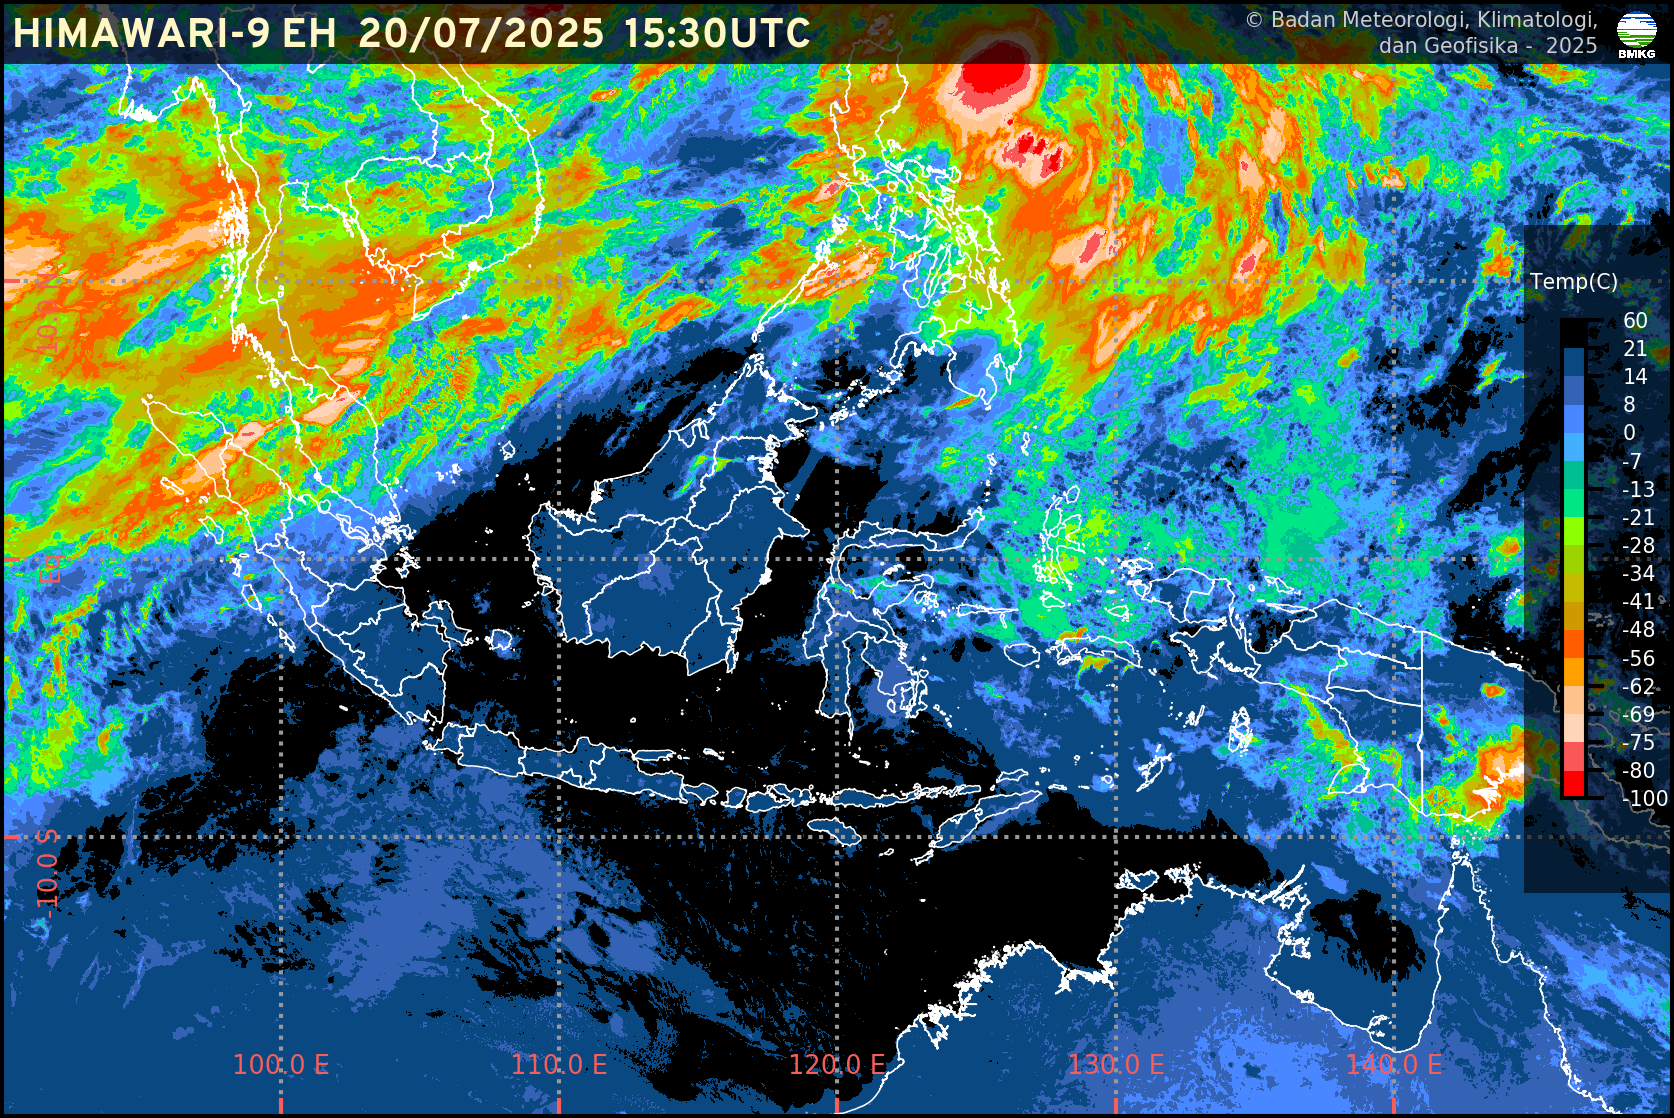 HIMAWARI-9 EH 20/07/2025 15:30UTC
© Badan Meteorologi, Klimatologi,
dan Geofisika - 2025
BMKG
Temp(C)
60
21
14
8
0
-7
-13
-21
-28
-34
-41
-48
-56
-62
-69
-75
-80
-100
10.0 N
EQ
-10.0 S
100.0 E
110.0 E
120.0 E
130.0 E
140.0 E